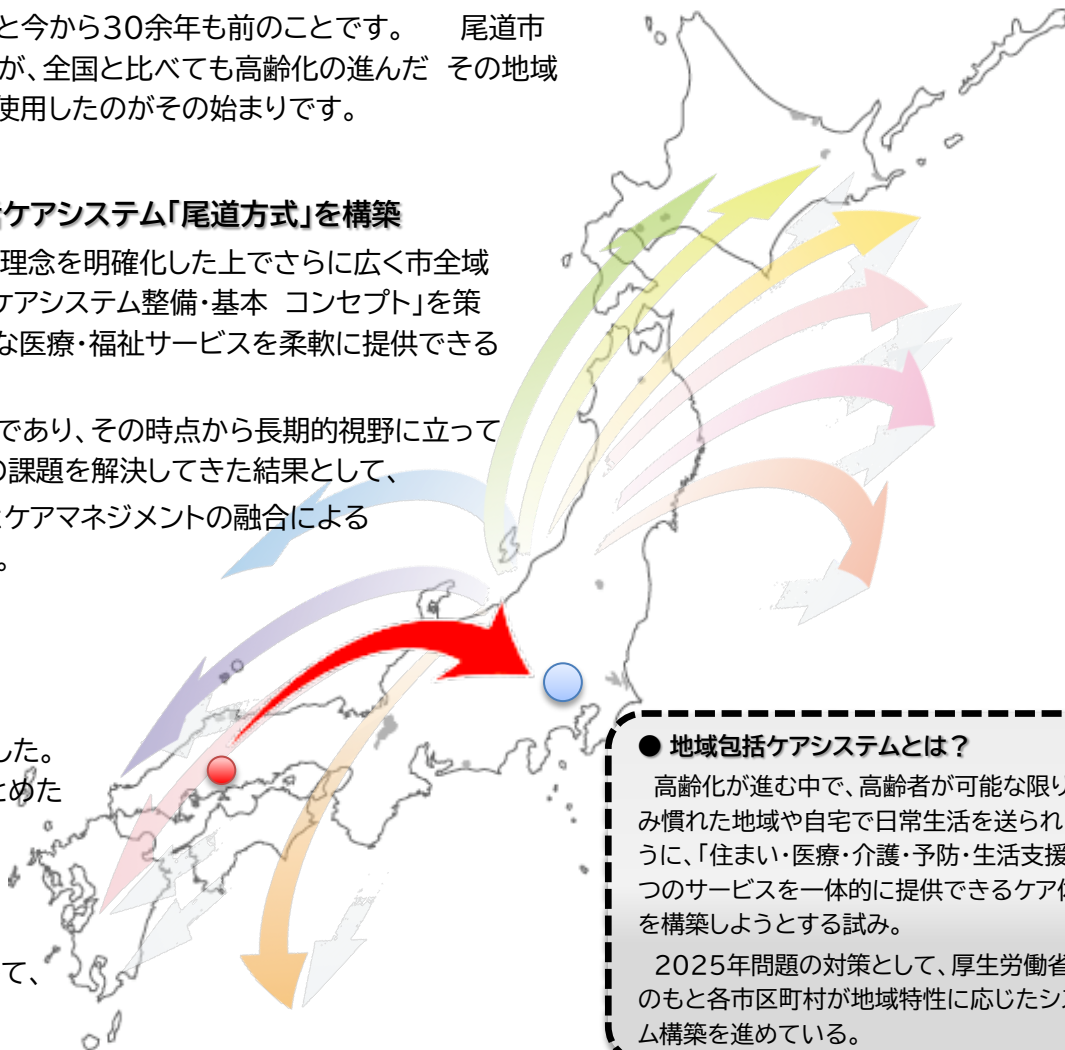 と今から30余年も前のことです。　尾道市
が、全国と比べても高齢化の進んだ その地域
使用したのがその始まりです。
ケアシステム「尾道方式」を構築
理念を明確化した上でさらに広く市全域
ケアシステム整備・基本 コンセプト」を策
な医療・福祉サービスを柔軟に提供できる
であり、その時点から長期的視野に立って
の課題を解決してきた結果として、
ケアマネジメントの融合による
。
した。
とめた
て、
● 地域包括ケアシステムとは？
高齢化が進む中で、高齢者が可能な限り
み慣れた地域や自宅で日常生活を送られ
うに、「住まい・医療・介護・予防・生活支援
つのサービスを一体的に提供できるケア体
を構築しようとする試み。
2025年問題の対策として、厚生労働省
のもと各市区町村が地域特性に応じたシス
ム構築を進めている。